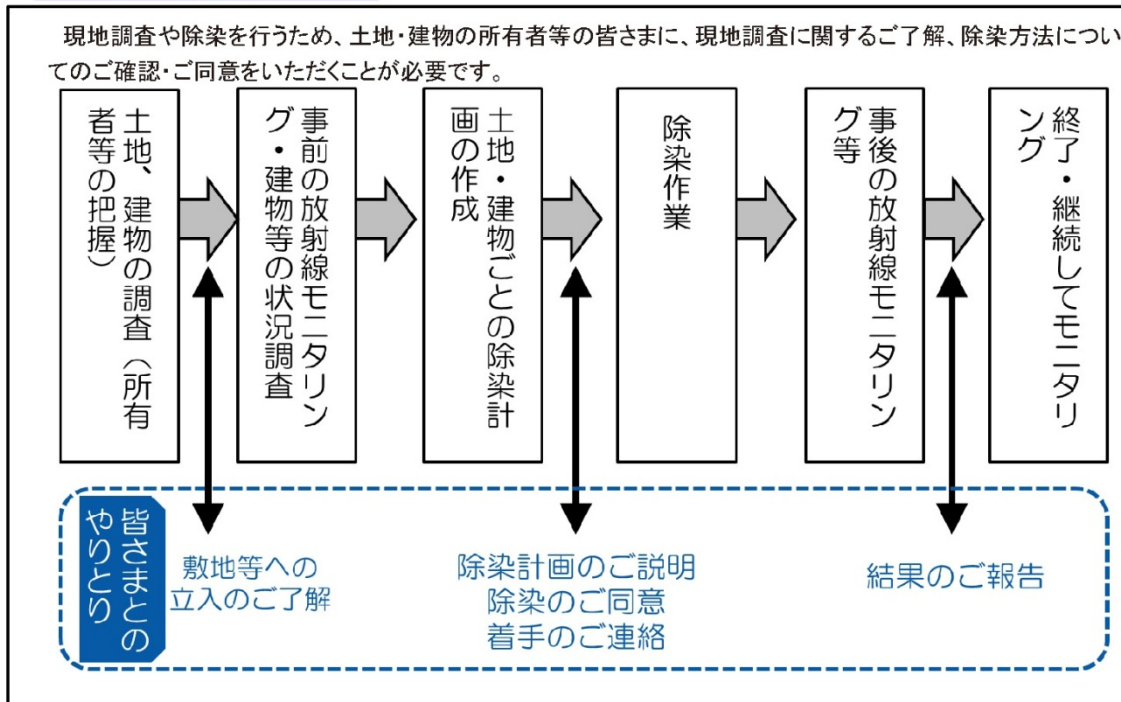 現地調査や除染を行うため、土地・建物の所有者等の皆さまに、現地調査に関するご了解、除染方法につい
てのご確認・ご同意をいただくことが必要です。
土地、建物の調査（所有
者等の把握）
事前の放射線モニタリン
グ・建物等の状況調査
土地・建物ごとの除染計
画の作成
除染作業
事後の放射線モニタリン
グ等
終了・継続してモニタリ
ング
皆さまとの
やりとり
敷地等への
立入のご了解
除染計画のご説明
除染のご同意
着手のご連絡
結果のご報告